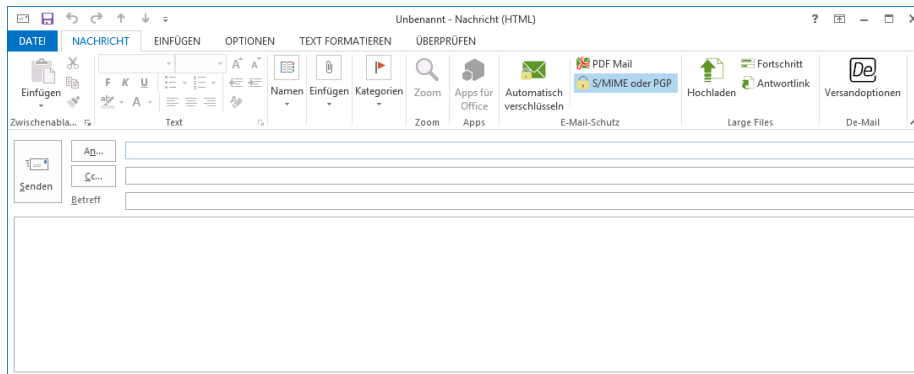 Unbenannt - Nachricht (HTML)
?
DATEI NACHRICHT EINFÜGEN OPTIONEN TEXT FORMATIEREN ÜBERPRÜFEN
Einfügen
F K U
A A
aby A
Namen
Einfügen
Kategorien
Zoom
Apps für
Office
Automatisch
verschlüsseln
PDF Mail
S/MIME oder PGP
Hochladen
Fortschritt
Antwortlink
De
Versandoptionen
Zwischenabla... Text Zoom Apps E-Mail-Schutz Large Files De-Mail
Senden
An...
Cc...
Betreff